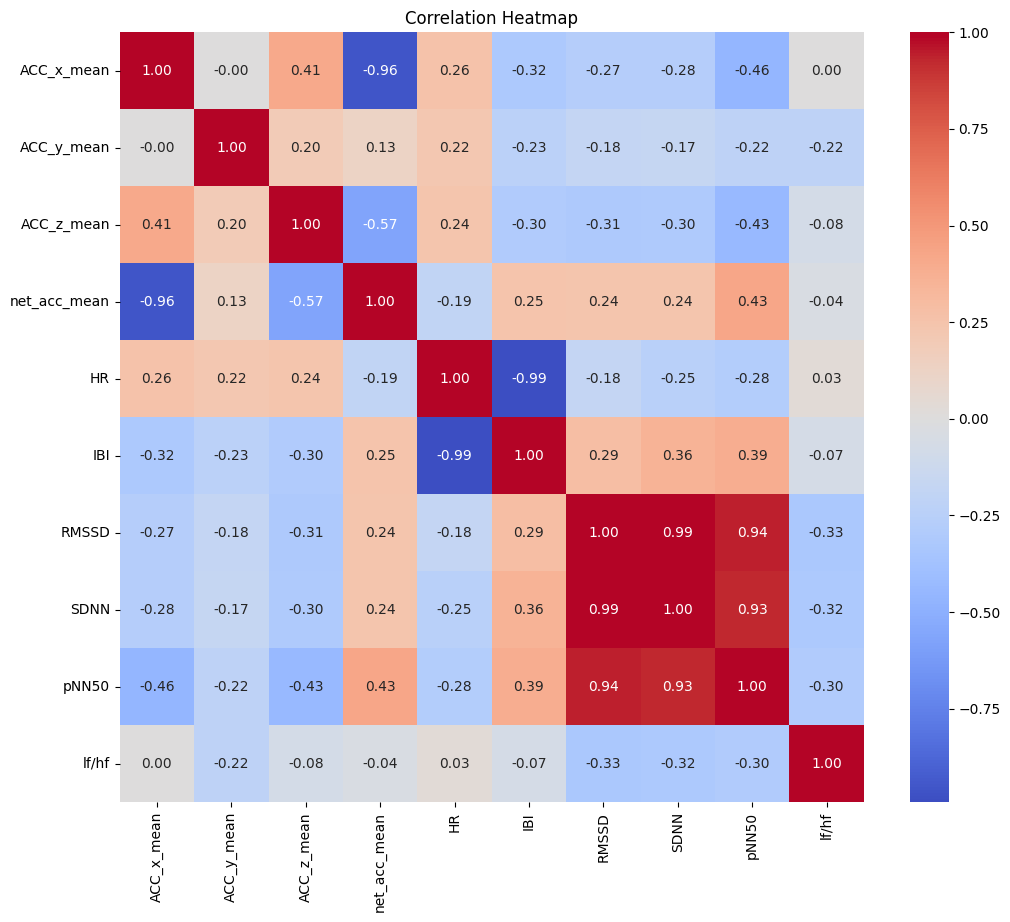 Correlation Heatmap
ACC_x_mean 1.00 -0.00 0.41 -0.96 0.26 -0.32 -0.27 -0.28 -0.46 0.00
ACC_y_mean -0.00 1.00 0.20 0.13 0.22 -0.23 -0.18 -0.17 -0.22 -0.22
ACC_z_mean 0.41 0.20 1.00 -0.57 0.24 -0.30 -0.31 -0.30 -0.43 -0.08
net_acc_mean -0.96 0.13 -0.57 1.00 -0.19 0.25 0.24 0.24 0.43 -0.04
HR 0.26 0.22 0.24 -0.19 1.00 -0.99 -0.18 -0.25 -0.28 0.03
IBI -0.32 -0.23 -0.30 0.25 -0.99 1.00 0.29 0.36 0.39 -0.07
RMSSD -0.27 -0.18 -0.31 0.24 -0.18 0.29 1.00 0.99 0.94 -0.33
SDNN -0.28 -0.17 -0.30 0.24 -0.25 0.36 0.99 1.00 0.93 -0.32
pNN50 -0.46 -0.22 -0.43 0.43 -0.28 0.39 0.94 0.93 1.00 -0.30
lf/hf 0.00 -0.22 -0.08 -0.04 0.03 -0.07 -0.33 -0.32 -0.30 1.00
ACC_x_mean ACC_y_mean ACC_z_mean net_acc_mean HR IBI RMSSD SDNN pNN50 lf/hf
1.00
0.75
0.50
0.25
0.00
−0.25
−0.50
−0.75